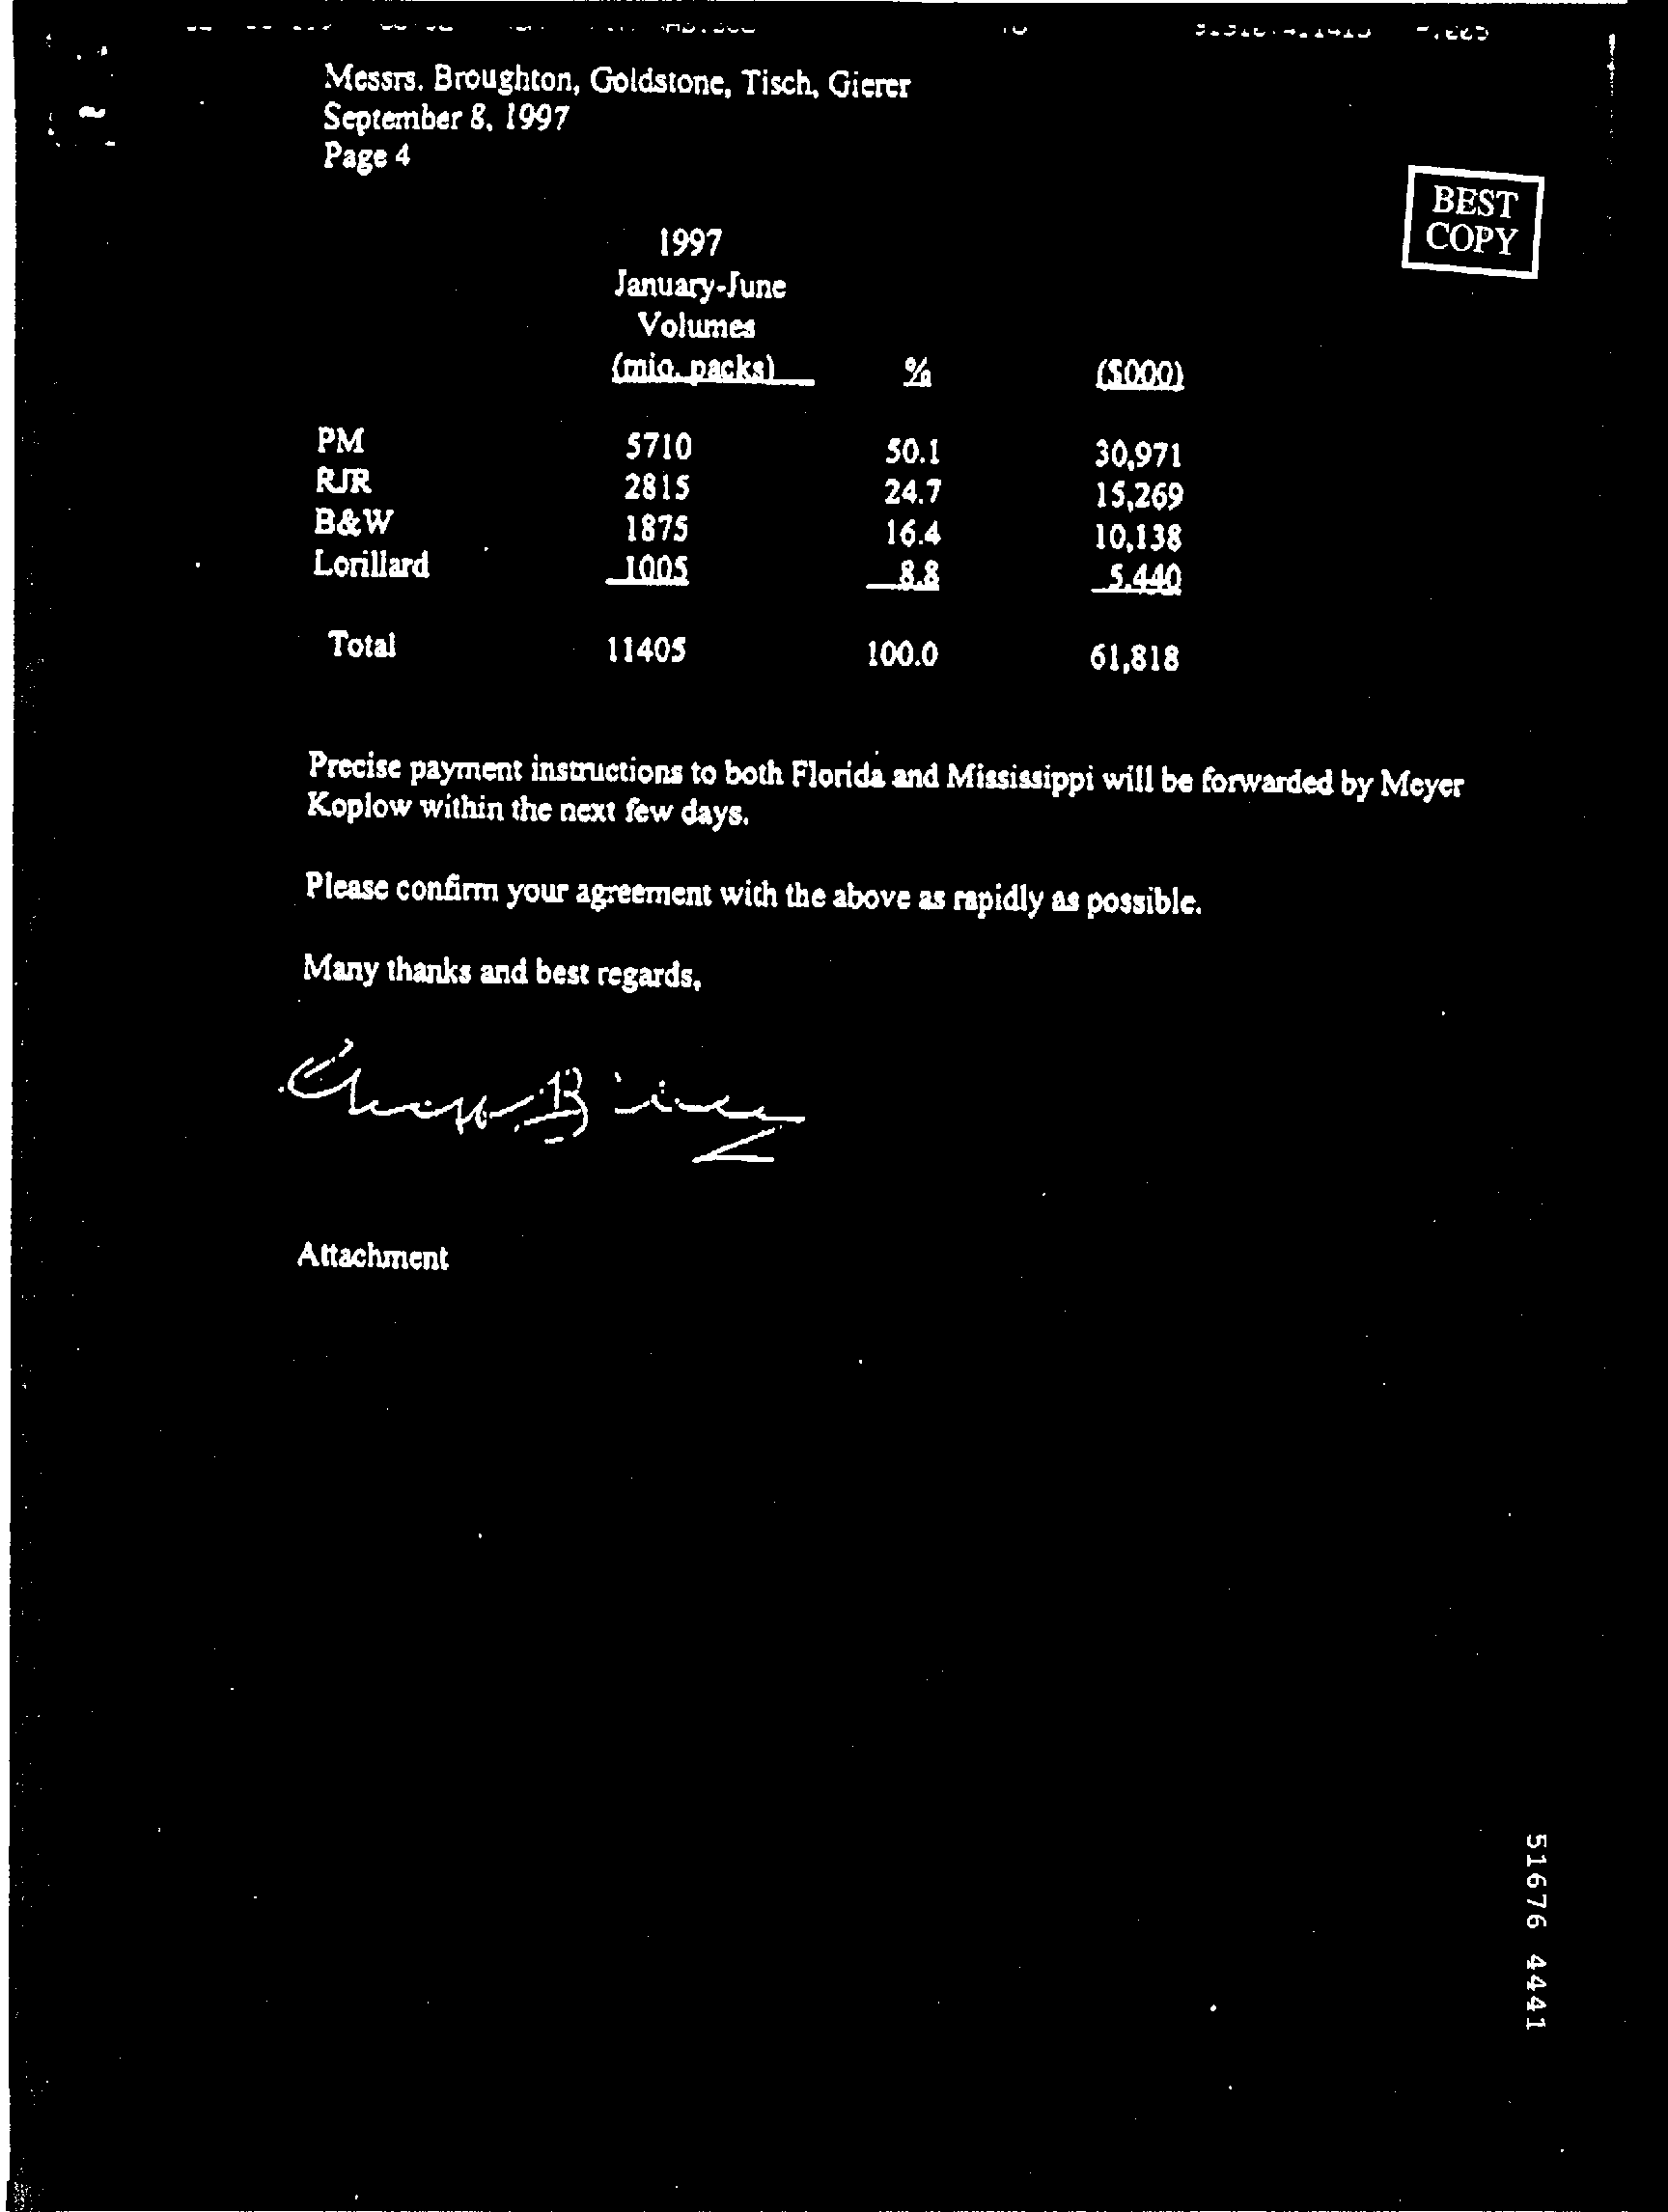 Messrs. Broughton, Goldstone, Tisch, Gierer
September 8, 1997
Page 4
BEST
COPY
1997
January-June
Volumes
(mio. packs) % ($000)
PM 5710 50.1 30,971
RJR 2815 24.7 15,269
B&W 1875 16.4 10,138
Lorillard 1005 8.8 5,440
Total 11405 100.0 61,818
Precise payment instructions to both Florida and Mississippi will be forwarded by Meyer
Koplow within the next few days.
Please confirm your agreement with the above as rapidly as possible.
Many thanks and best regards,
Attachment
51676 4441